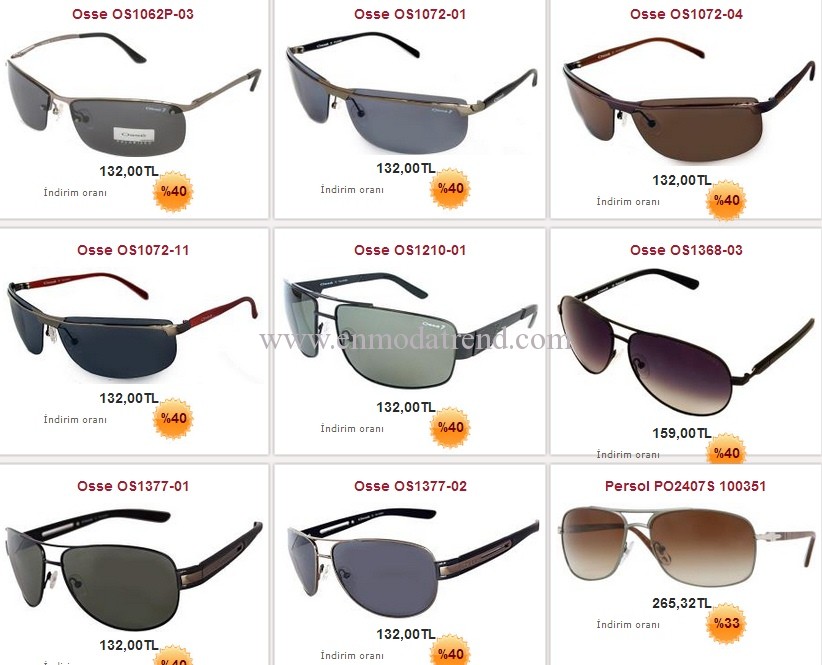 Osse OS1062P-03
Osse
132,00TL
İndirim oranı
%40
Osse OS1072-01
132,00TL
İndirim oranı
%40
Osse OS1072-04
132,00TL
İndirim oranı
%40
Osse OS1072-11
132,00TL
İndirim oranı
%40
Osse OS1210-01
132,00TL
İndirim oranı
%40
Osse OS1368-03
159,00TL
İndirim oranı
%40
www.enmodatrend.com
Osse OS1377-01
132,00TL
İndirim oranı
%40
Osse OS1377-02
132,00TL
İndirim oranı
%40
Persol PO2407S 100351
265,32TL
İndirim oranı
%33